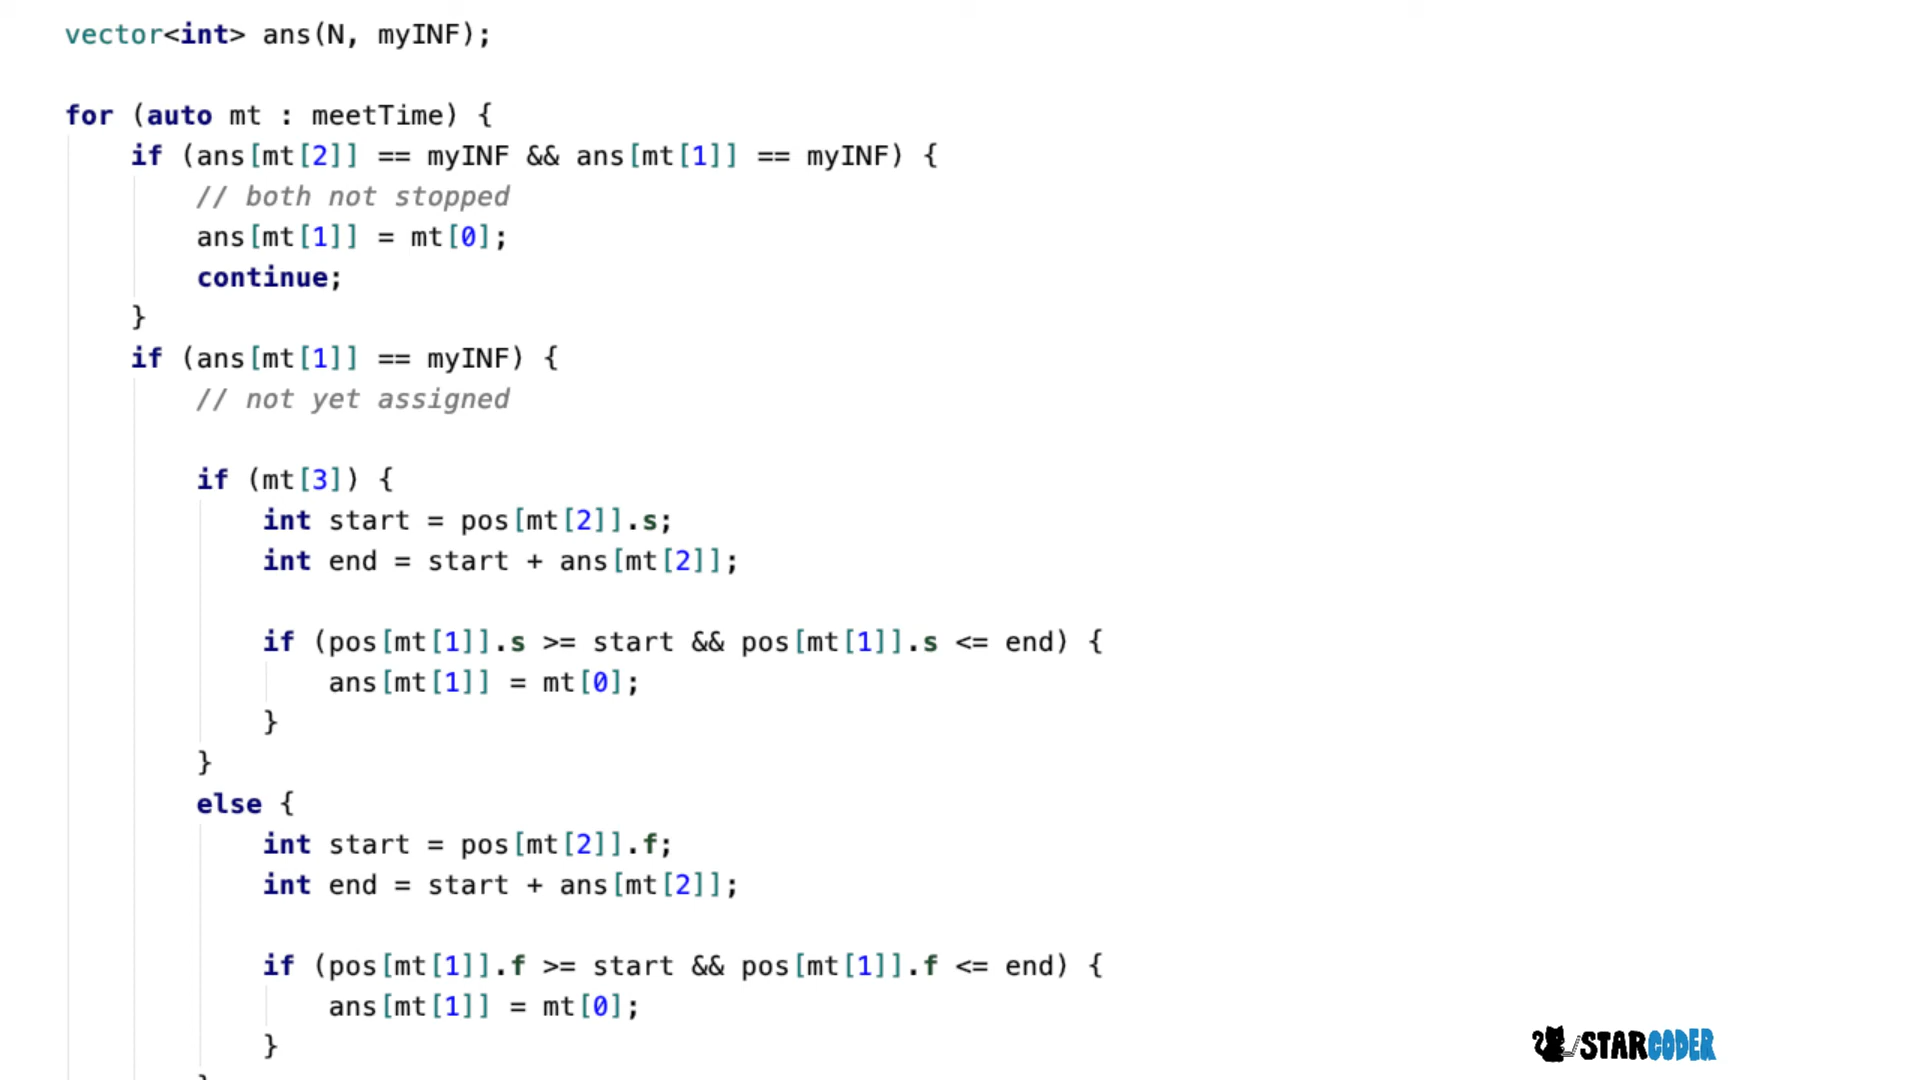 vector<int> ans(N, myINF);
for (auto mt : meetTime) {
if (ans[mt[2]] == myINF && ans[mt[1]] == myINF) {
// both not stopped
ans[mt[1]] = mt[0];
continue;
}
if (ans[mt[1]] == myINF) {
// not yet assigned
if (mt[3]) {
int start = pos[mt[2]].s;
int end = start + ans[mt[2]];
if (pos[mt[1]].s >= start && pos[mt[1]].s <= end) {
ans[mt[1]] = mt[0];
}
}
else {
int start = pos[mt[2]].f;
int end = start + ans[mt[2]];
if (pos[mt[1]].f >= start && pos[mt[1]].f <= end) {
ans[mt[1]] = mt[0];
}
STARCODER